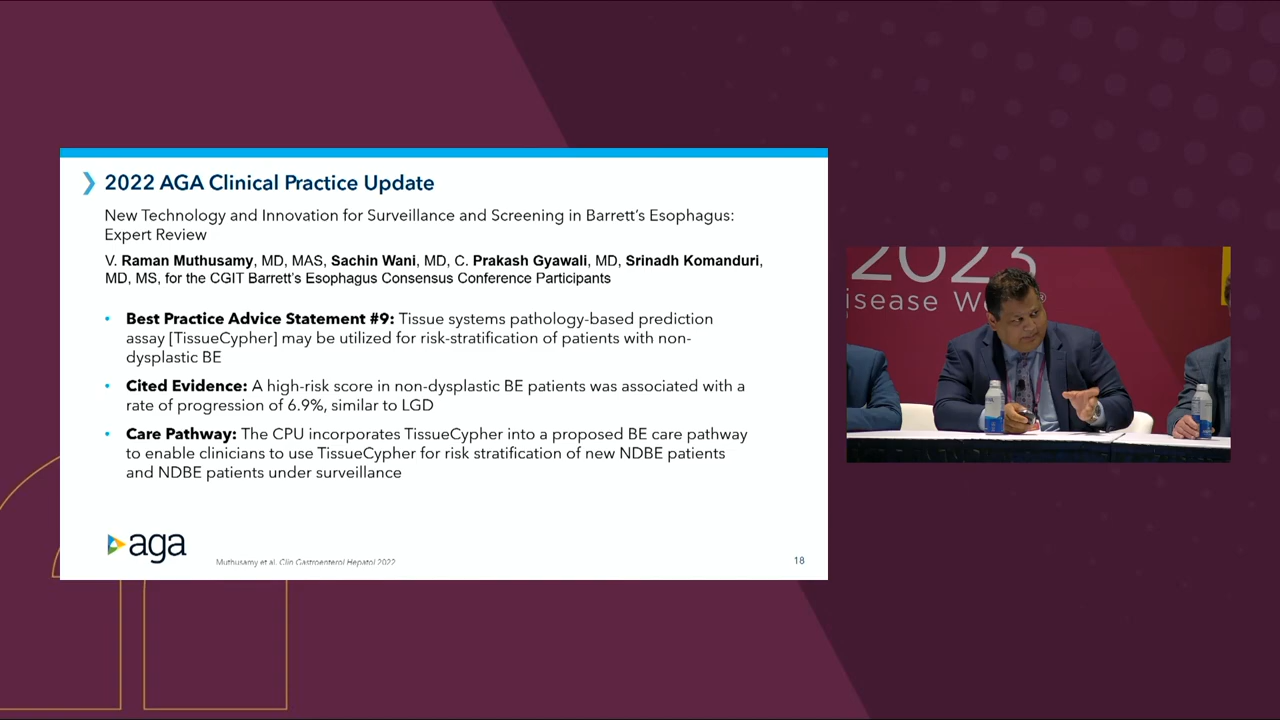 2022 AGA Clinical Practice Update
New Technology and Innovation for Surveillance and Screening in Barrett's Esophagus:
Expert Review
V. Raman Muthusamy, MD, MAS, Sachin Wani, MD, C. Prakash Gyawali, MD, Srinadh Komanduri,
MD, MS, for the CGIT Barrett's Esophagus Consensus Conference Participants
• Best Practice Advice Statement #9: Tissue systems pathology-based prediction
assay [TissueCypher] may be utilized for risk-stratification of patients with non-
dysplastic BE
• Cited Evidence: A high-risk score in non-dysplastic BE patients was associated with a
rate of progression of 6.9%, similar to LGD
• Care Pathway: The CPU incorporates TissueCypher into a proposed BE care pathway
to enable clinicians to use TissueCypher for risk stratification of new NDBE patients
and NDBE patients under surveillance
aga
Muthusamy et al. Clin Gastroenterol Hepatol 2022
18
2023
isease W